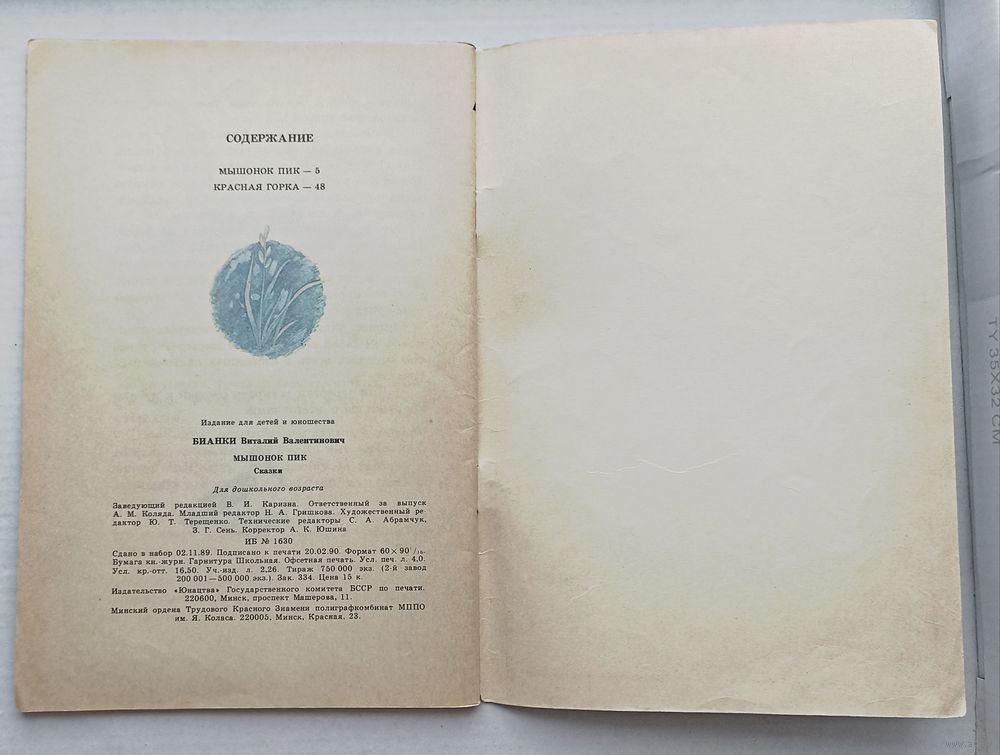 СОДЕРЖАНИЕ
МЫШОНОК ПИК — 5
КРАСНАЯ ГОРКА — 48
Издание для детей и юношества
БИАНКИ Виталий Валентинович
МЫШОНОК ПИК
Сказки
Для дошкольного возраста
Заведующий редакцией В. И. Каризна. Ответственный за выпуск
А. М. Коляда. Младший редактор Н. А. Гришкова. Художественный ре-
дактор Ю. Т. Терещенко. Технические редакторы С. А. Абрамчук,
З. Г. Сень. Корректор А. К. Юшина
ИБ № 1630
Сдано в набор 02.11.89. Подписано к печати 20.02.90. Формат 60×90¹/₁₆.
Бумага кн.-журн. Гарнитура Школьная. Офсетная печать. Усл. печ. л. 4,0.
Усл. кр.-отт. 16,50. Уч.-изд. л. 2,26. Тираж 750 000 экз. (2-й завод
200 001—500 000 экз.). Зак. 334. Цена 15 к.
Издательство «Юнацтва» Государственного комитета БССР по печати.
220600, Минск, проспект Машерова, 11.
Минский ордена Трудового Красного Знамени полиграфкомбинат МППО
им. Я. Коласа. 220005, Минск, Красная, 23.
TY 35X32 CM